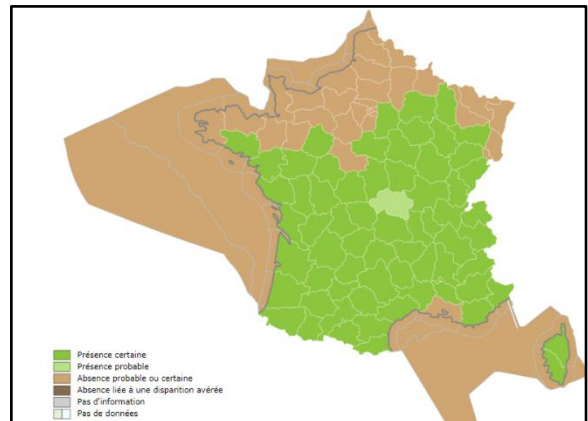 Présence certaine
Présence probable
Absence probable ou certaine
Absence liée à une disparition avérée
Pas d'information
Pas de données